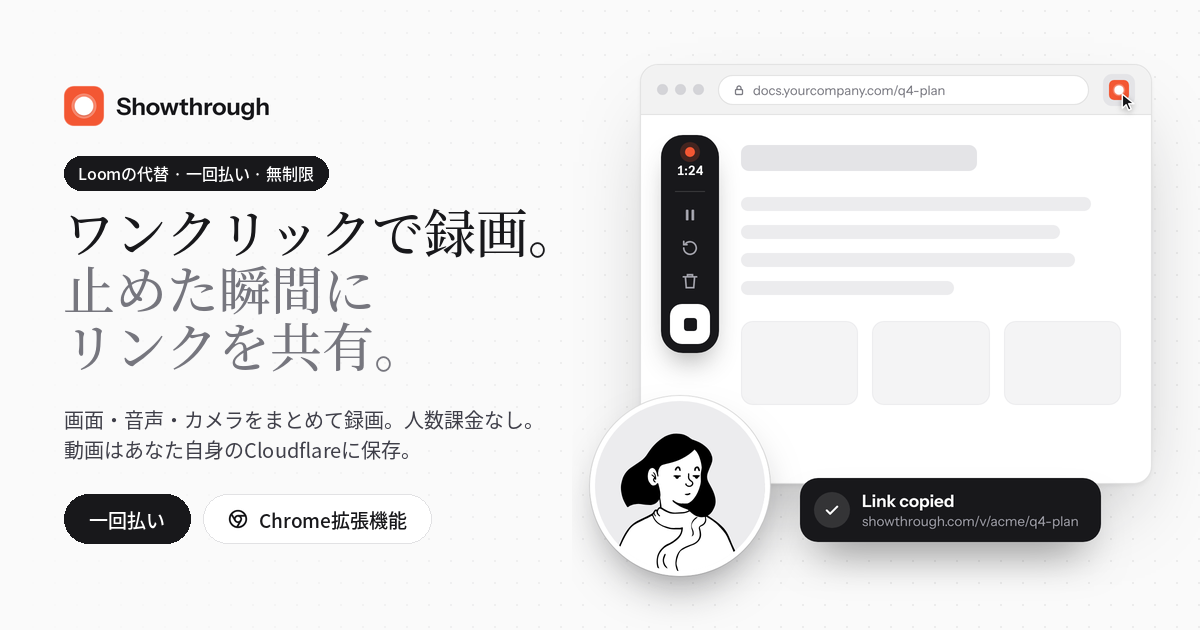 Showthrough
Loomの代替・一回払い・無制限
ワンクリックで録画。
止めた瞬間に
リンクを共有。
画面・音声・カメラをまとめて録画。人数課金なし。
動画はあなた自身のCloudflareに保存。
一回払い
Chrome拡張機能
docs.yourcompany.com/q4-plan
1:24
Link copied
showthrough.com/v/acme/q4-plan